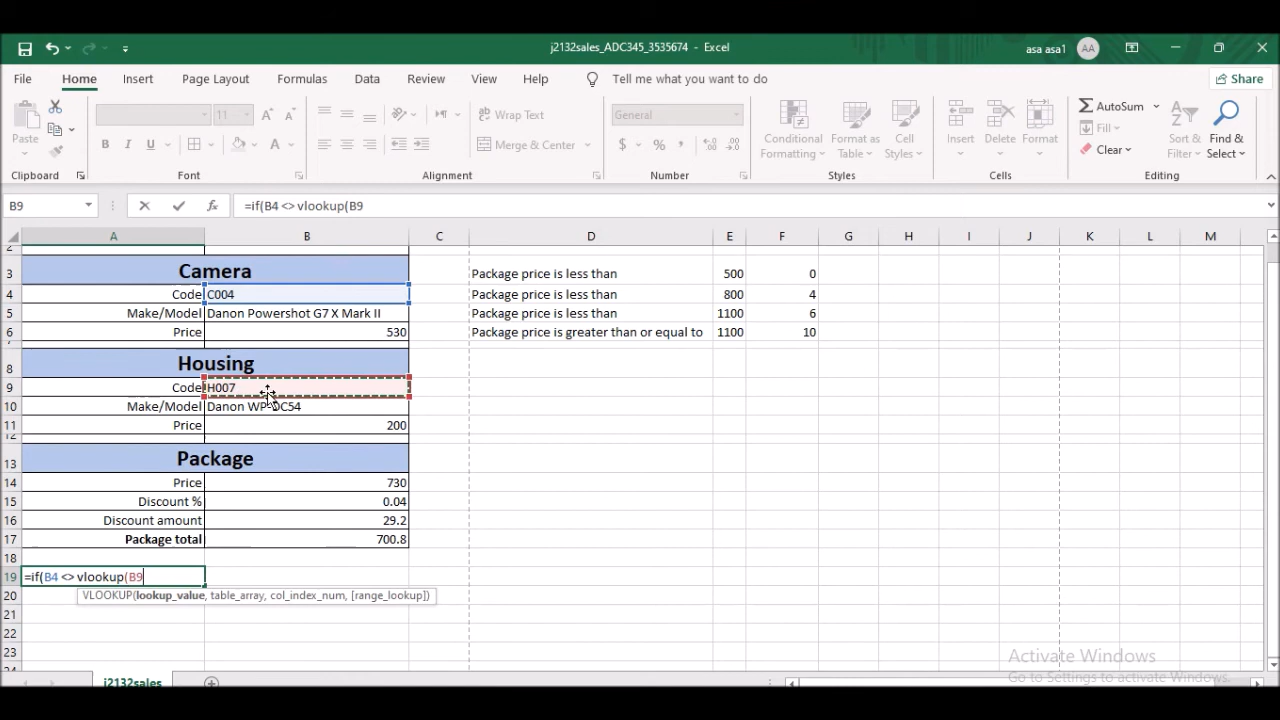 j2132sales_ADC345_3535674 - Excel
asa asa1
AA
File Home Insert Page Layout Formulas Data Review View Help Tell me what you want to do
Share
Paste
Clipboard
11
B I U
Font
Wrap Text
Merge & Center
Alignment
General
$ % ,
Number
Conditional Formatting
Format as Table
Cell Styles
Styles
Insert
Delete
Format
Cells
AutoSum
Fill
Clear
Sort & Filter
Find & Select
Editing
B9
=if(B4 <> vlookup(B9
A B C D E F G H I J K L M
2
3 Camera Package price is less than 500 0
4 Code C004 Package price is less than 800 4
5 Make/Model Danon Powershot G7 X Mark II Package price is less than 1100 6
6 Price 530 Package price is greater than or equal to 1100 10
7
8 Housing
9 Code H007
10 Make/Model Danon WP-DC54
11 Price 200
12
13 Package
14 Price 730
15 Discount % 0.04
16 Discount amount 29.2
17 Package total 700.8
18
19 =if(B4 <> vlookup(B9
20 VLOOKUP(lookup_value, table_array, col_index_num, [range_lookup])
21
22
23
24
Activate Windows
Go to Settings to activate Windows.
j2132sales